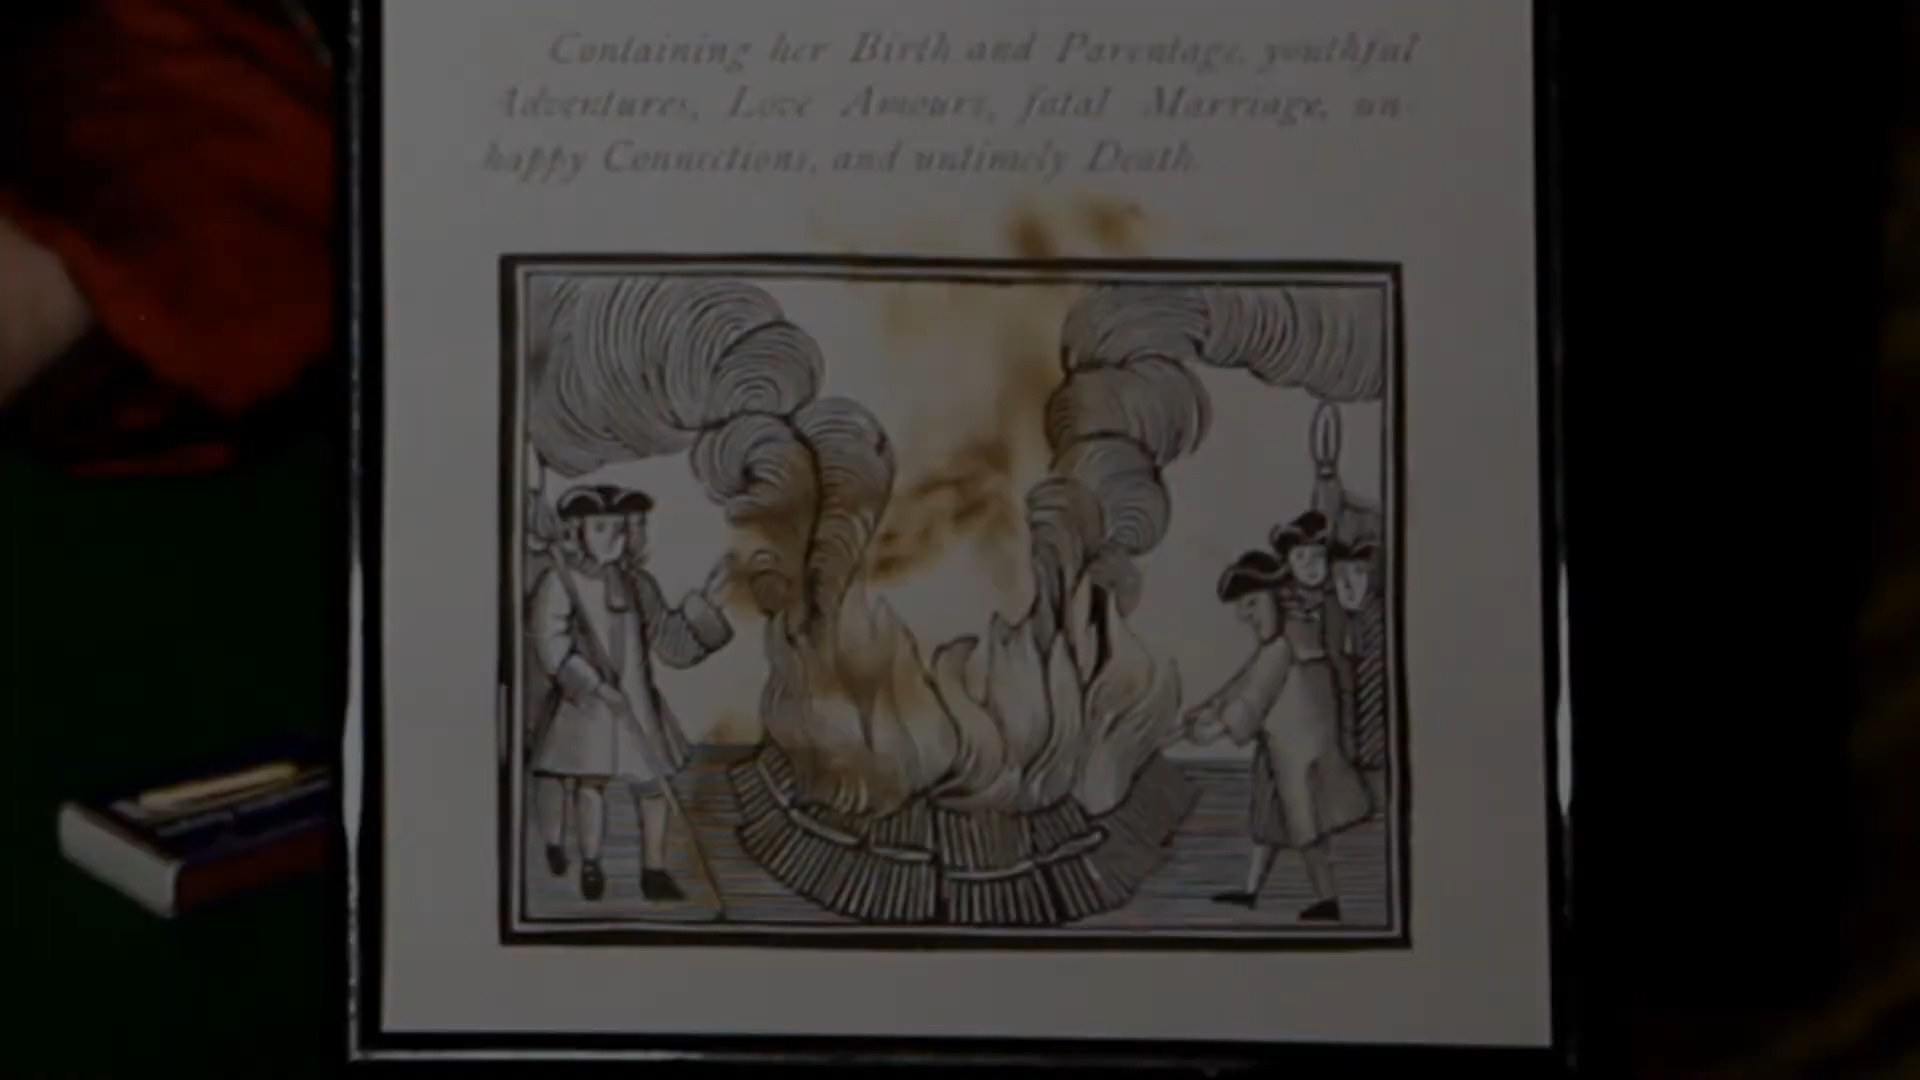 Containing her Birth and Parentage, youthful
Adventures, Love Amours, fatal Marriage, un-
happy Connections, and untimely Death.